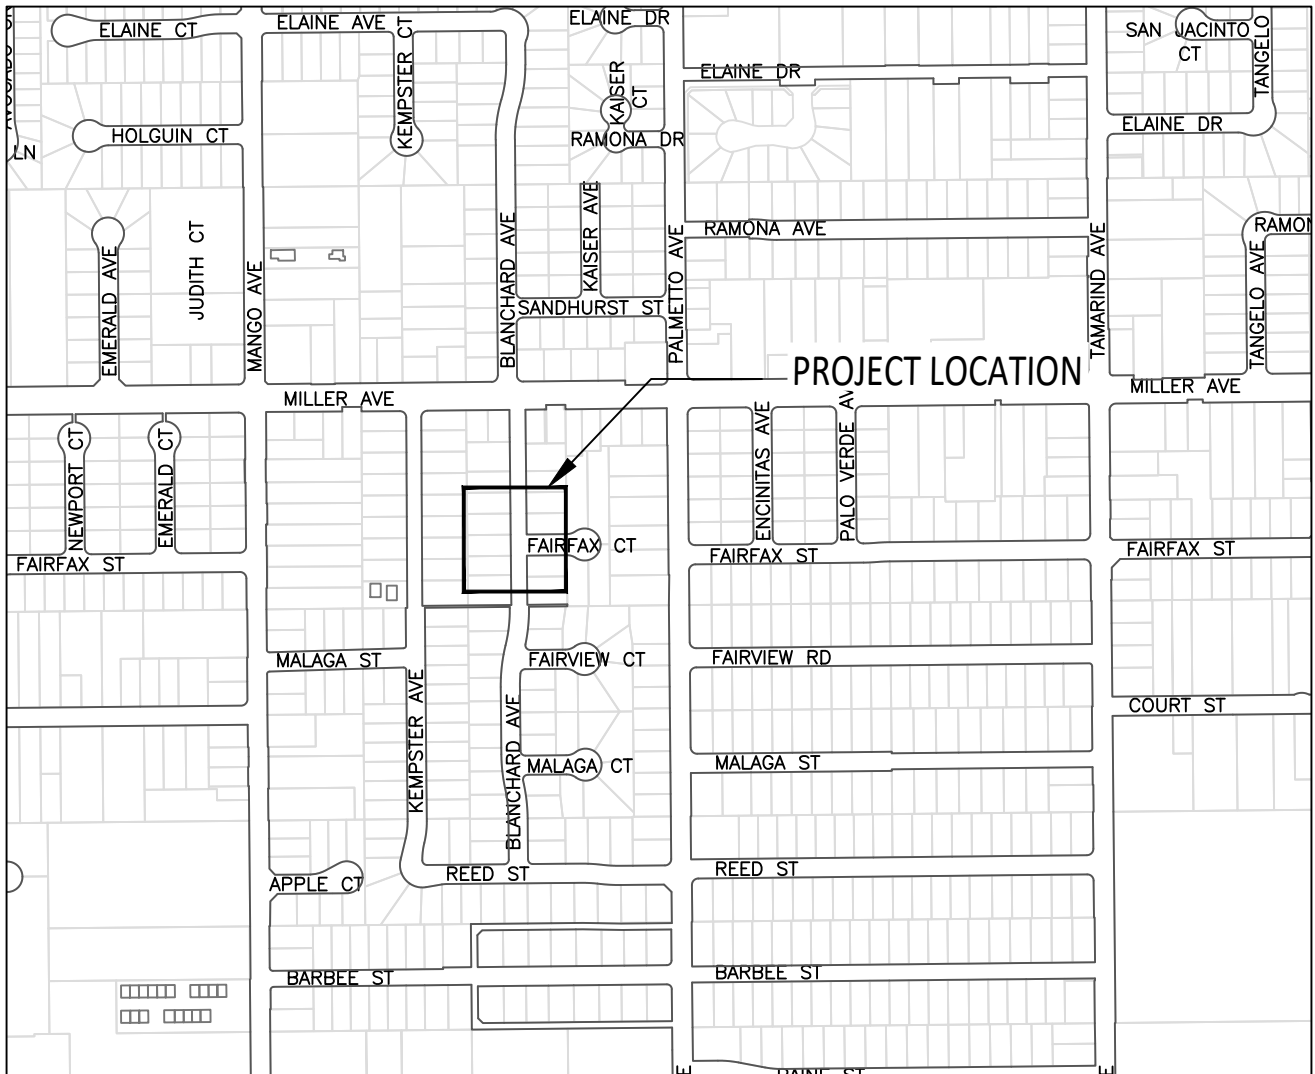 ELAINE CT
ELAINE AVE
KEMPSTER CT
ELAINE DR
KAISER CT
RAMONA DR
ELAINE DR
SAN JACINTO
CT
TANGELO
ELAINE DR
HOLGUIN CT
LN
EMERALD AVE
JUDITH CT
MANGO AVE
BLANCHARD AVE
KAISER AVE
SANDHURST ST
PALMETTO AVE
RAMONA AVE
TAMARIND AVE
TANGELO AVE
PROJECT LOCATION
MILLER AVE
MILLER AVE
NEWPORT CT
EMERALD CT
ENCINITAS AVE
PALO VERDE AV
FAIRFAX ST
FAIRFAX CT
FAIRFAX ST
FAIRFAX ST
MALAGA ST
FAIRVIEW CT
FAIRVIEW RD
KEMPSTER AVE
BLANCHARD AVE
COURT ST
MALAGA CT
MALAGA ST
APPLE CT
REED ST
REED ST
BARBEE ST
BARBEE ST